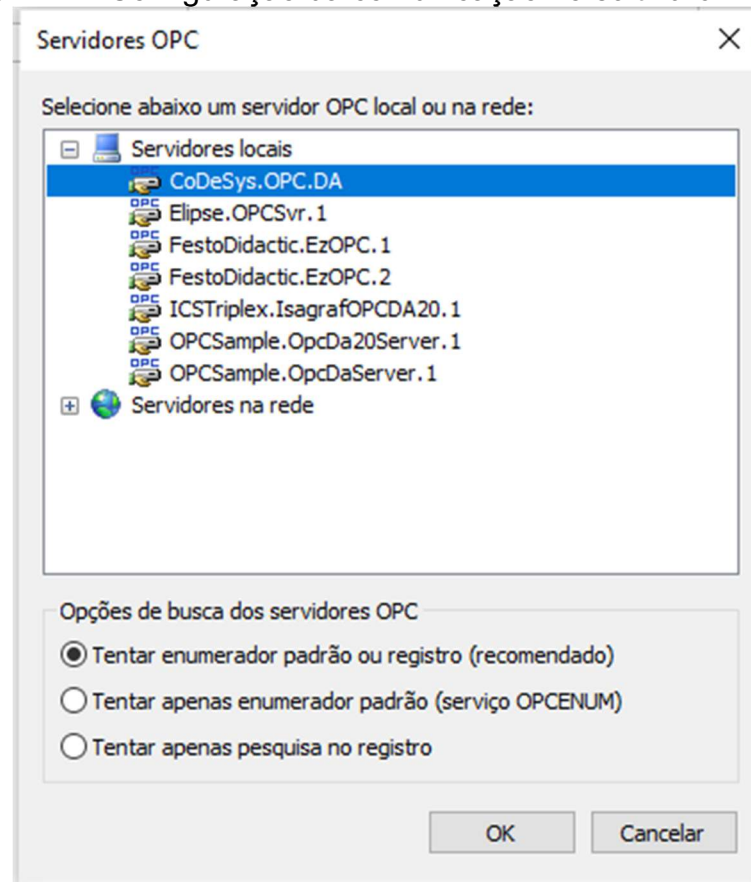 Servidores OPC
Selecione abaixo um servidor OPC local ou na rede:
Servidores locais
CoDeSys.OPC.DA
Elipse.OPCSvr.1
FestoDidactic.EzOPC.1
FestoDidactic.EzOPC.2
ICSTriplex.IsagrafOPCDA20.1
OPCSample.OpcDa20Server.1
OPCSample.OpcDaServer.1
Servidores na rede
Opções de busca dos servidores OPC
Tentar enumerador padrão ou registro (recomendado)
Tentar apenas enumerador padrão (serviço OPCENUM)
Tentar apenas pesquisa no registro
OK Cancelar